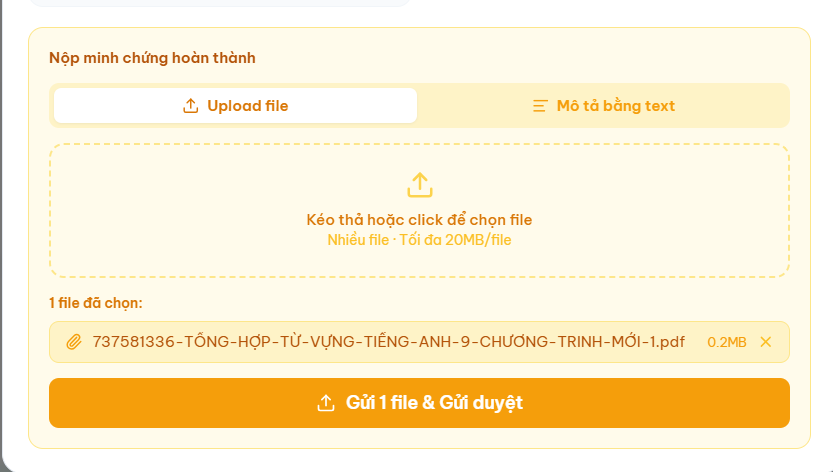 Nộp minh chứng hoàn thành
Upload file
Mô tả bằng text
Kéo thả hoặc click để chọn file
Nhiều file · Tối đa 20MB/file
1 file đã chọn:
737581336-TỔNG-HỢP-TỪ-VỰNG-TIẾNG-ANH-9-CHƯƠNG-TRINH-MỚI-1.pdf 0.2MB
Gửi 1 file & Gửi duyệt